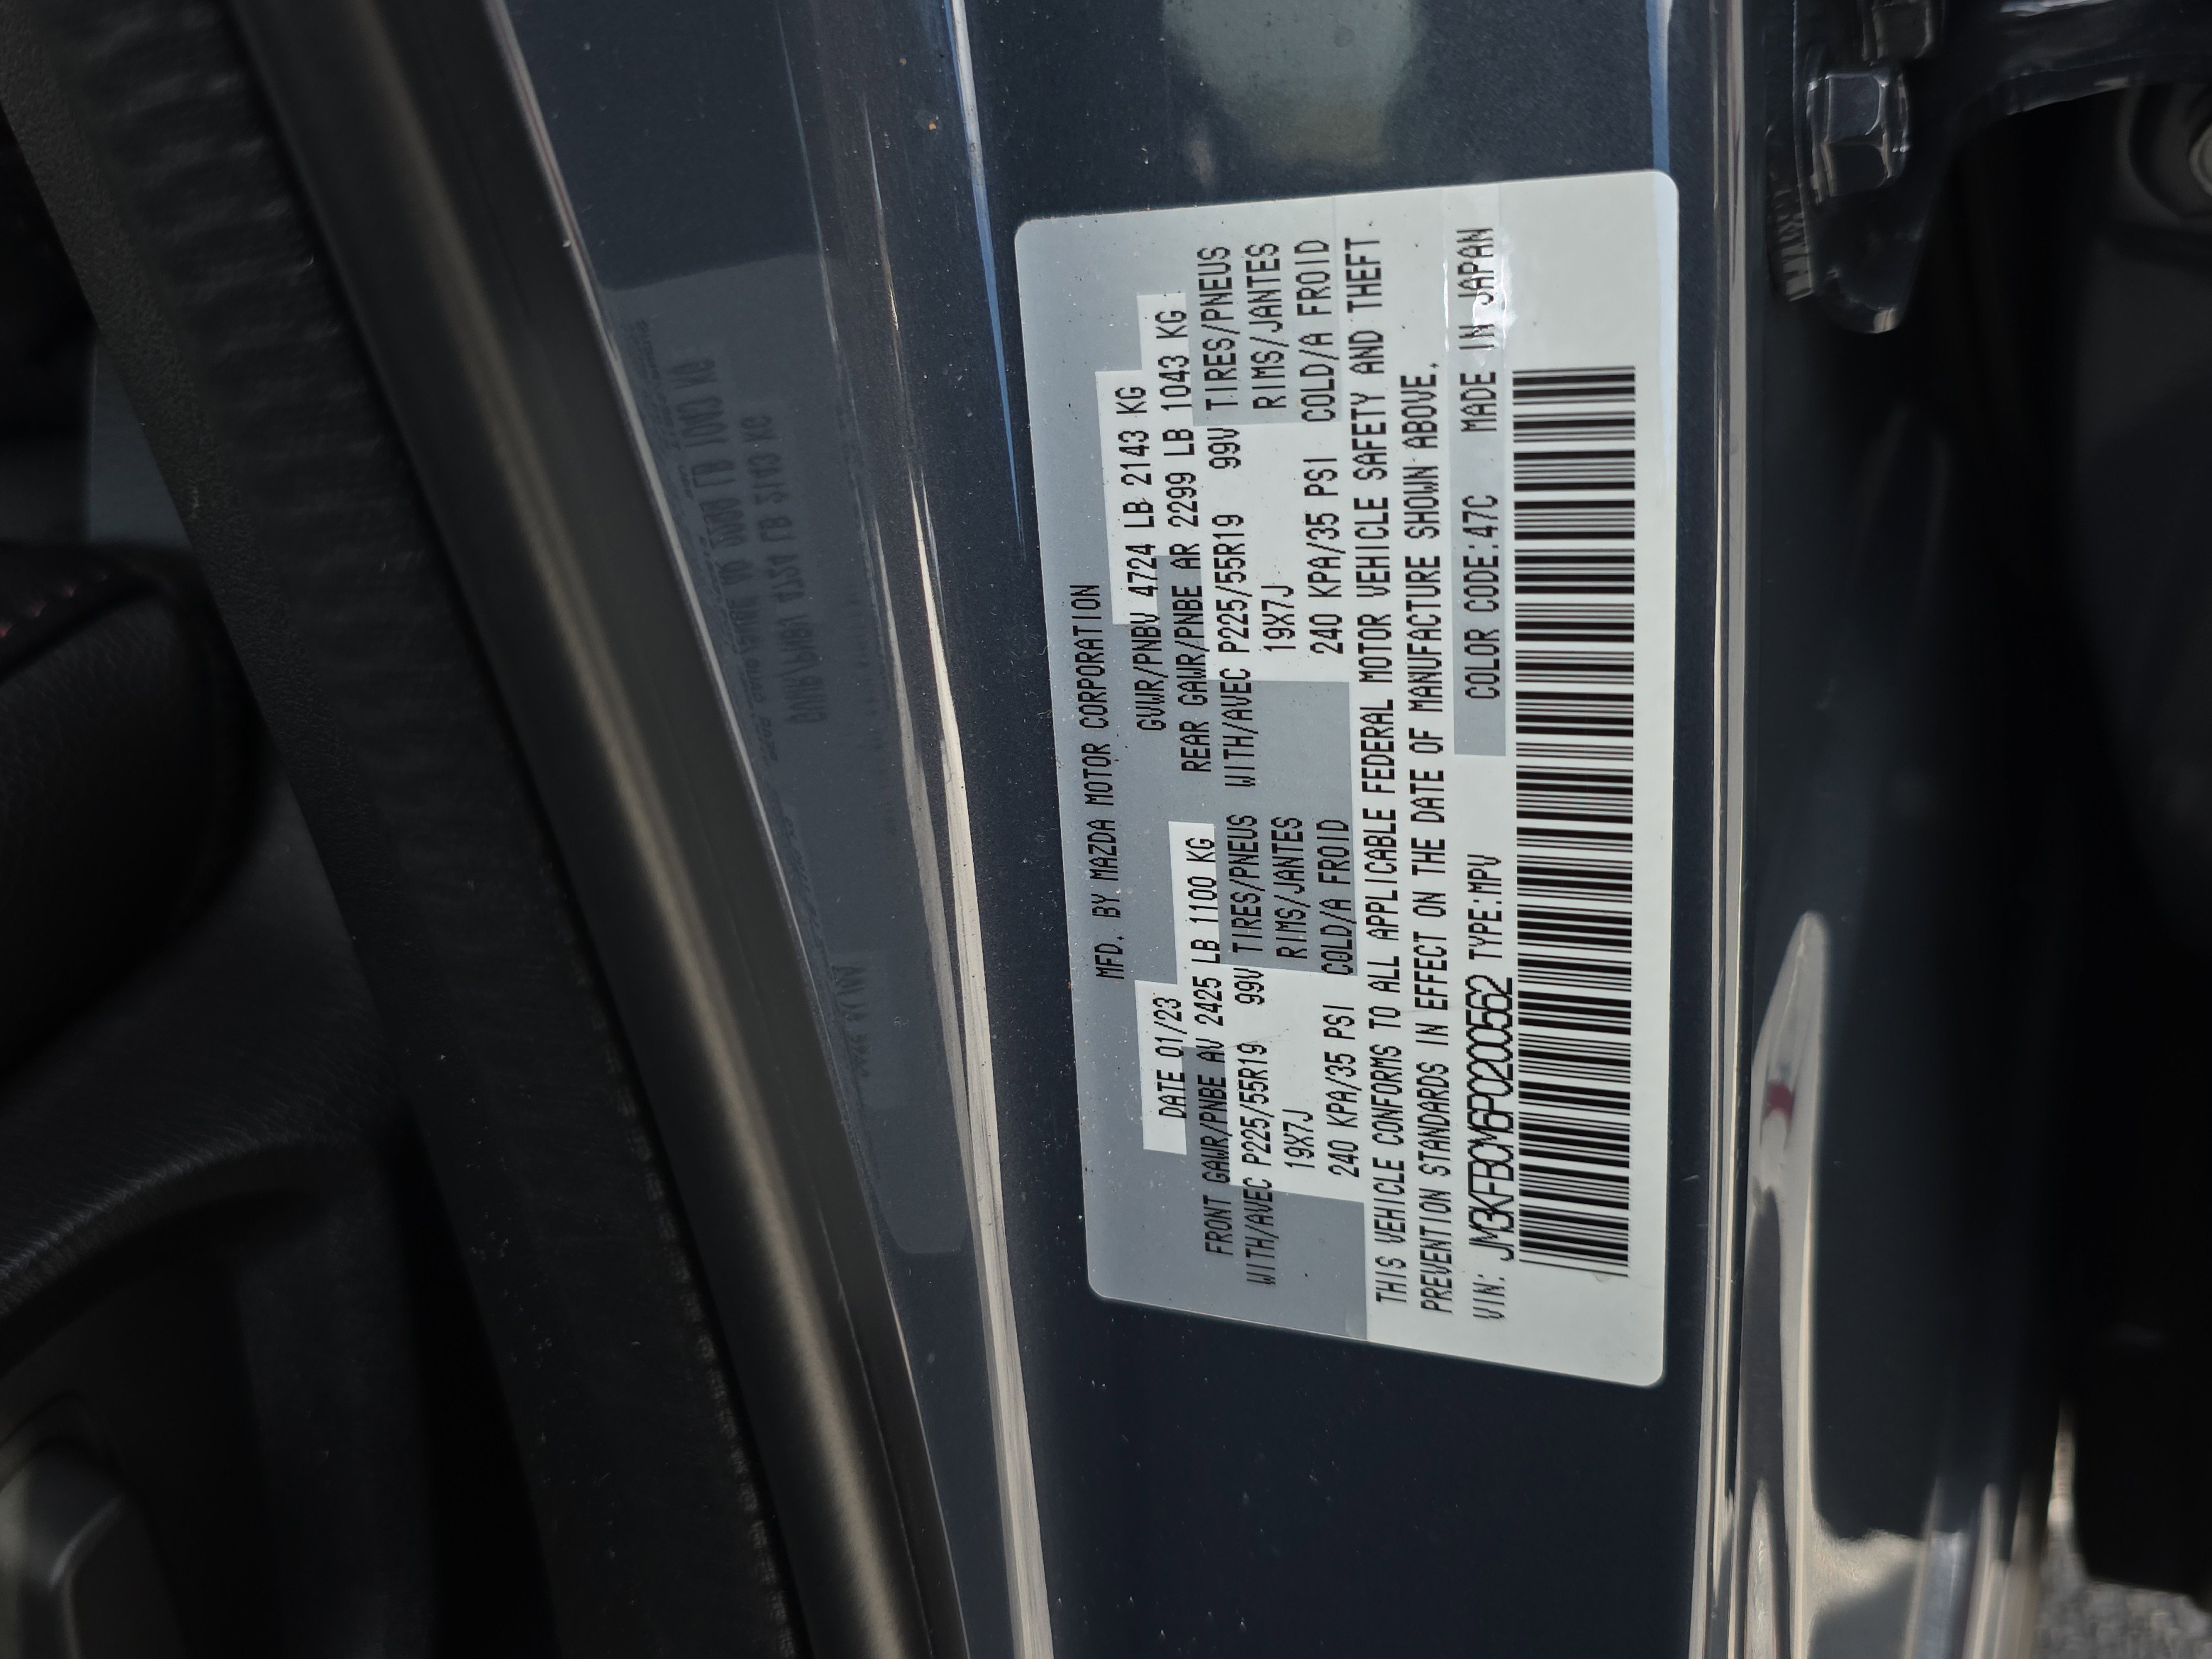 MFD. BY MAZDA MOTOR CORPORATION
DATE 01/23 GVWR/PNBV 4724 LB 2143 KG
FRONT GAWR/PNBE AV 2425 LB 1100 KG REAR GAWR/PNBE AR 2299 LB 1043 KG
WITH/AVEC P225/55R19 99V TIRES/PNEUS WITH/AVEC P225/55R19 99V TIRES/PNEUS
19X7J RIMS/JANTES 19X7J RIMS/JANTES
240 KPA/35 PSI COLD/A FROID 240 KPA/35 PSI COLD/A FROID
THIS VEHICLE CONFORMS TO ALL APPLICABLE FEDERAL MOTOR VEHICLE SAFETY AND THEFT
PREVENTION STANDARDS IN EFFECT ON THE DATE OF MANUFACTURE SHOWN ABOVE.
VIN: JM3KFBCM6P0200562 TYPE:MPV COLOR CODE:47C MADE IN JAPAN